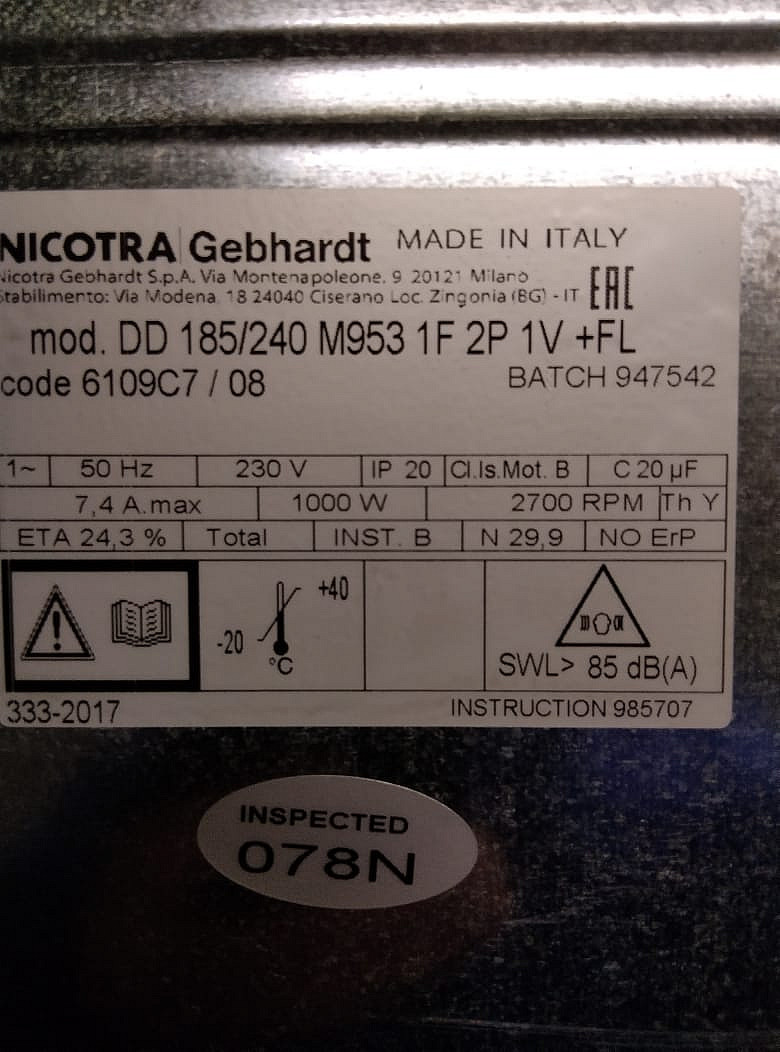 NICOTRA Gebhardt MADE IN ITALY
Nicotra Gebhardt S.p.A. Via Montenapoleone, 9 20121 Milano
Stabilimento: Via Modena, 18 24040 Ciserano Loc. Zingonia (BG) - IT EAC
mod. DD 185/240 M953 1F 2P 1V +FL
code 6109C7 / 08 BATCH 947542
1~ 50 Hz 230 V IP 20 Cl.Is.Mot. B C 20 µF
7,4 A.max 1000 W 2700 RPM Th Y
ETA 24,3 % Total INST. B N 29,9 NO ErP
+40
-20
°C
SWL> 85 dB(A)
333-2017 INSTRUCTION 985707
INSPECTED
078N